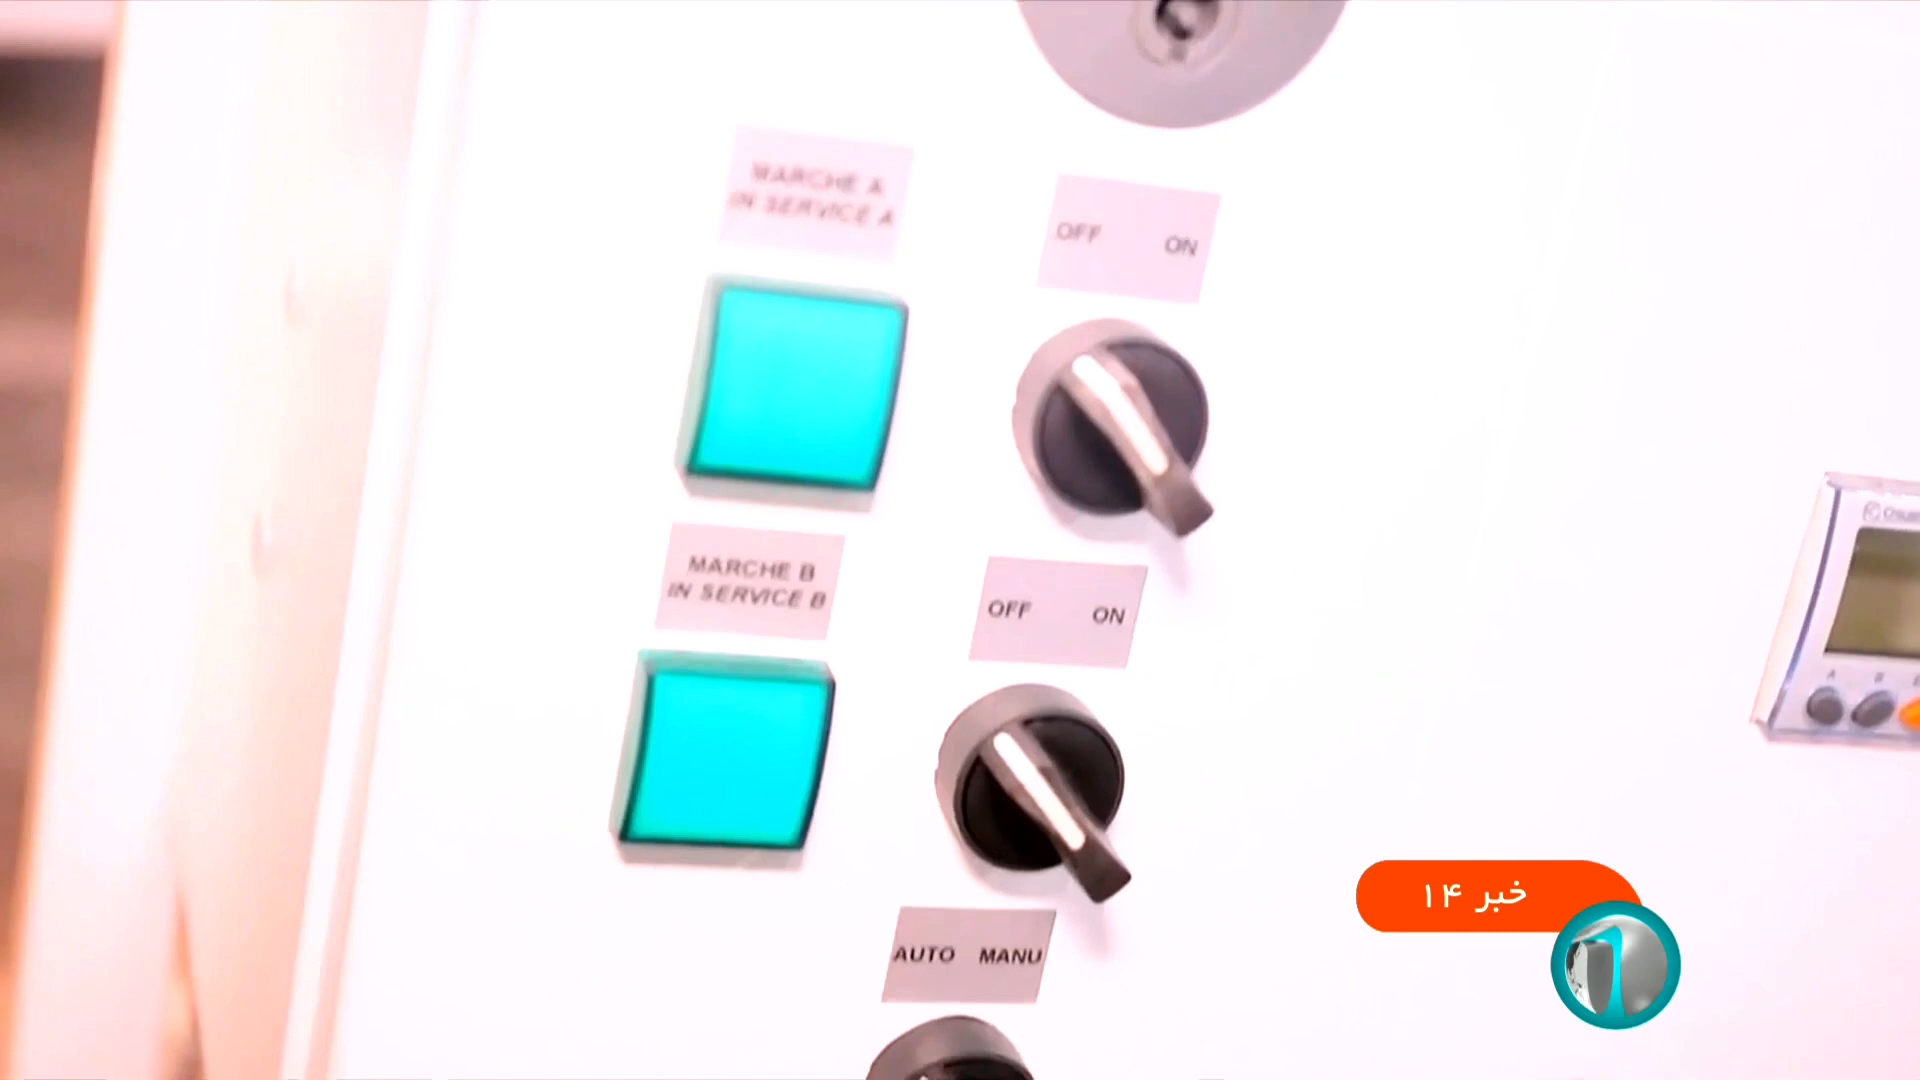 MARCHE A
IN SERVICE A
OFF ON
MARCHE B
IN SERVICE B
OFF ON
A B
AUTO MANU
خبر ۱۴